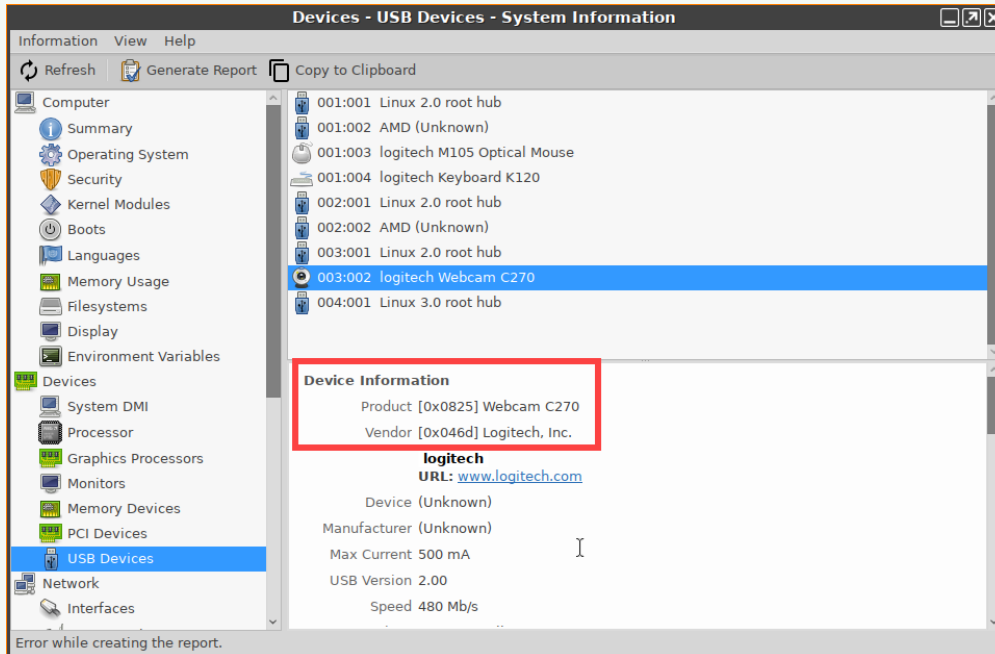 Devices - USB Devices - System Information
Information View Help
Refresh Generate Report Copy to Clipboard
Computer
Summary
Operating System
Security
Kernel Modules
Boots
Languages
Memory Usage
Filesystems
Display
Environment Variables
Devices
System DMI
Processor
Graphics Processors
Monitors
Memory Devices
PCI Devices
USB Devices
Network
Interfaces
001:001 Linux 2.0 root hub
001:002 AMD (Unknown)
001:003 logitech M105 Optical Mouse
001:004 logitech Keyboard K120
002:001 Linux 2.0 root hub
002:002 AMD (Unknown)
003:001 Linux 2.0 root hub
003:002 logitech Webcam C270
004:001 Linux 3.0 root hub
Device Information
Product [0x0825] Webcam C270
Vendor [0x046d] Logitech, Inc.
logitech
URL: www.logitech.com
Device (Unknown)
Manufacturer (Unknown)
Max Current 500 mA
USB Version 2.00
Speed 480 Mb/s
Error while creating the report.